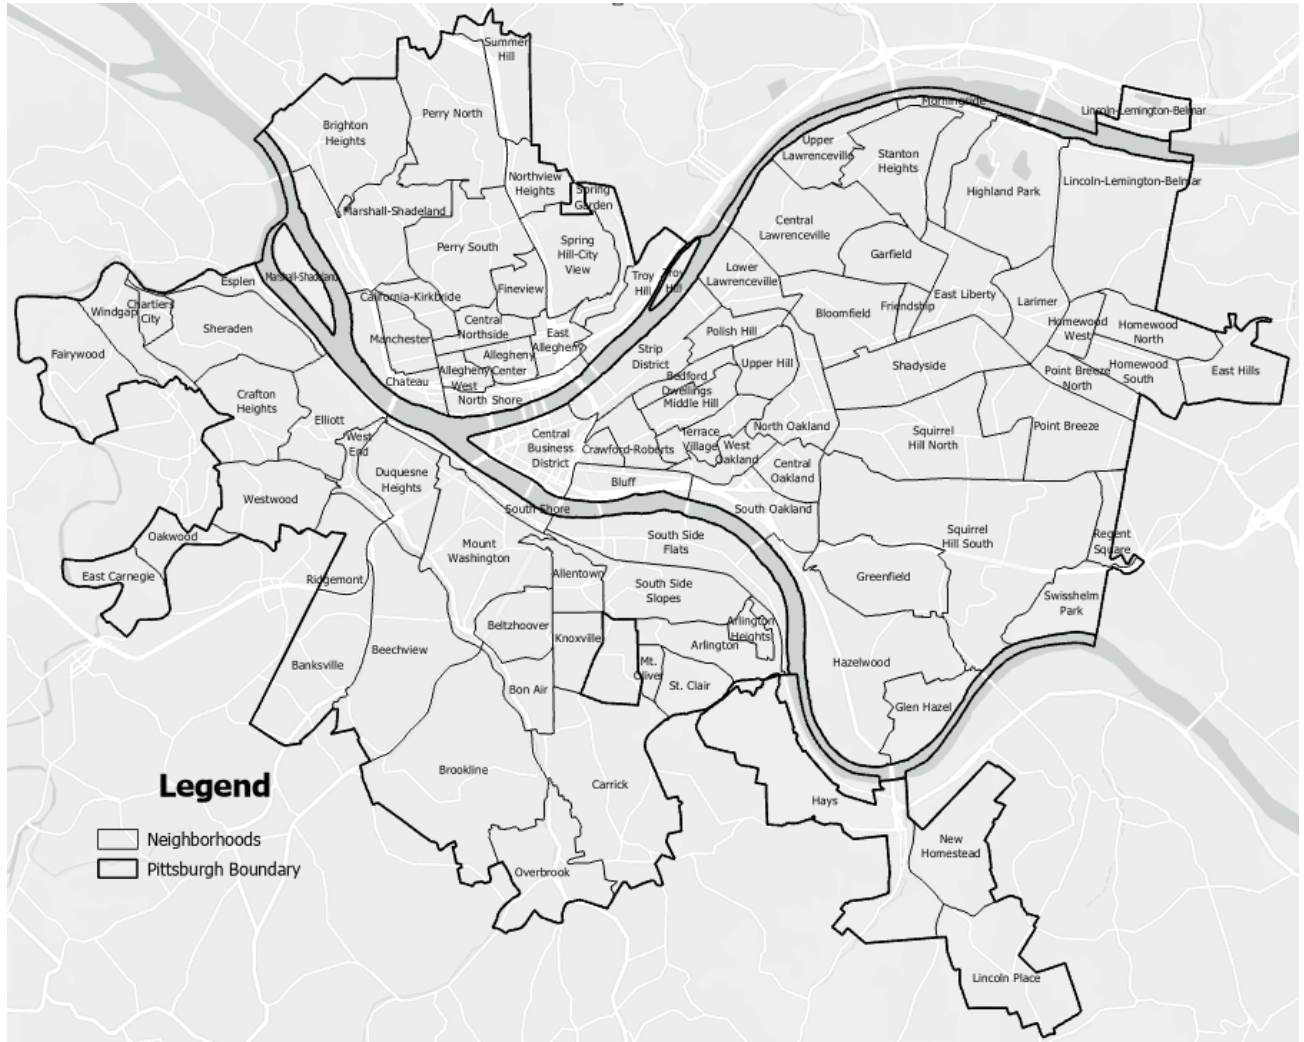 Summer
Hill
Perry North
Brighton
Heights
Morningside
Lincoln-Lemington-Belmar
Upper
Lawrenceville
Stanton
Heights
Highland Park
Lincoln-Lemington-Belmar
Northview
Heights
Spring
Garden
Marshall-Shadeland
Perry South
Spring
Hill-City
View
Central
Lawrenceville
Garfield
Esplen
Marshall-Shadeland
Troy
Hill
Troy
Hill
Lower
Lawrenceville
Fineview
California-Kirkbride
East Liberty
Larimer
Friendship
Bloomfield
Windgap
Chartiers
City
Sheraden
Fairywood
Manchester
Central
Northside
East
Allegheny
Allegheny
Center
Allegheny
West
Chateau
North Shore
Polish Hill
Strip
District
Upper Hill
Bedford
Dwellings
Middle Hill
Shadyside
Homewood
West
Homewood
North
Homewood
South
Point Breeze
North
East Hills
Crafton
Heights
Elliott
West
End
Duquesne
Heights
Central
Business
District
Crawford-Roberts
Terrace
Village
West
Oakland
North Oakland
Central
Oakland
Squirrel
Hill North
Point Breeze
Bluff
South Shore
South Oakland
Westwood
Oakwood
East Carnegie
Ridgemont
Mount
Washington
South Side
Flats
Allentown
South Side
Slopes
Squirrel
Hill South
Regent
Square
Greenfield
Swisshelm
Park
Beltzhoover
Knoxville
Arlington
Heights
Arlington
Mt.
Oliver
St. Clair
Banksville
Beechview
Bon Air
Hazelwood
Glen Hazel
Brookline
Carrick
Hays
New
Homestead
Overbrook
Lincoln Place
Legend
Neighborhoods
Pittsburgh Boundary